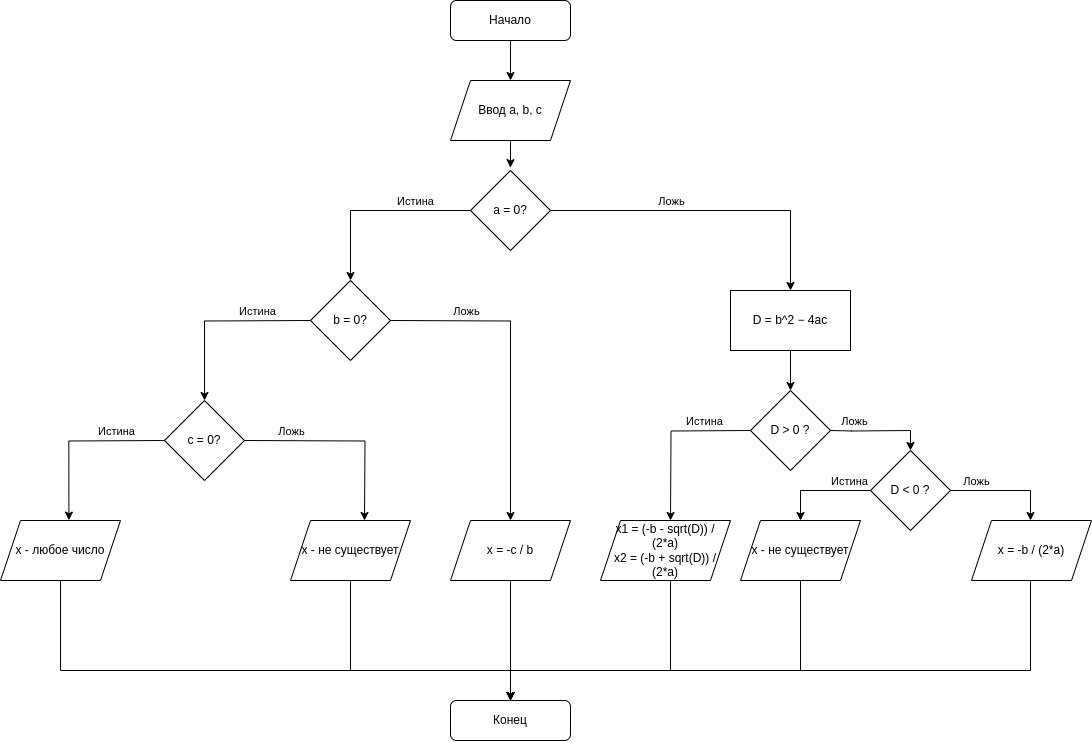 Начало
Ввод a, b, c
a = 0?
Истина
Ложь
b = 0?
Истина
Ложь
D = b^2 − 4ac
c = 0?
Истина
Ложь
D > 0 ?
Истина
Ложь
D < 0 ?
Истина
Ложь
x - любое число
x - не существует
x = -c / b
x1 = (-b - sqrt(D)) /
(2*a)
x2 = (-b + sqrt(D)) /
(2*a)
x - не существует
x = -b / (2*a)
Конец